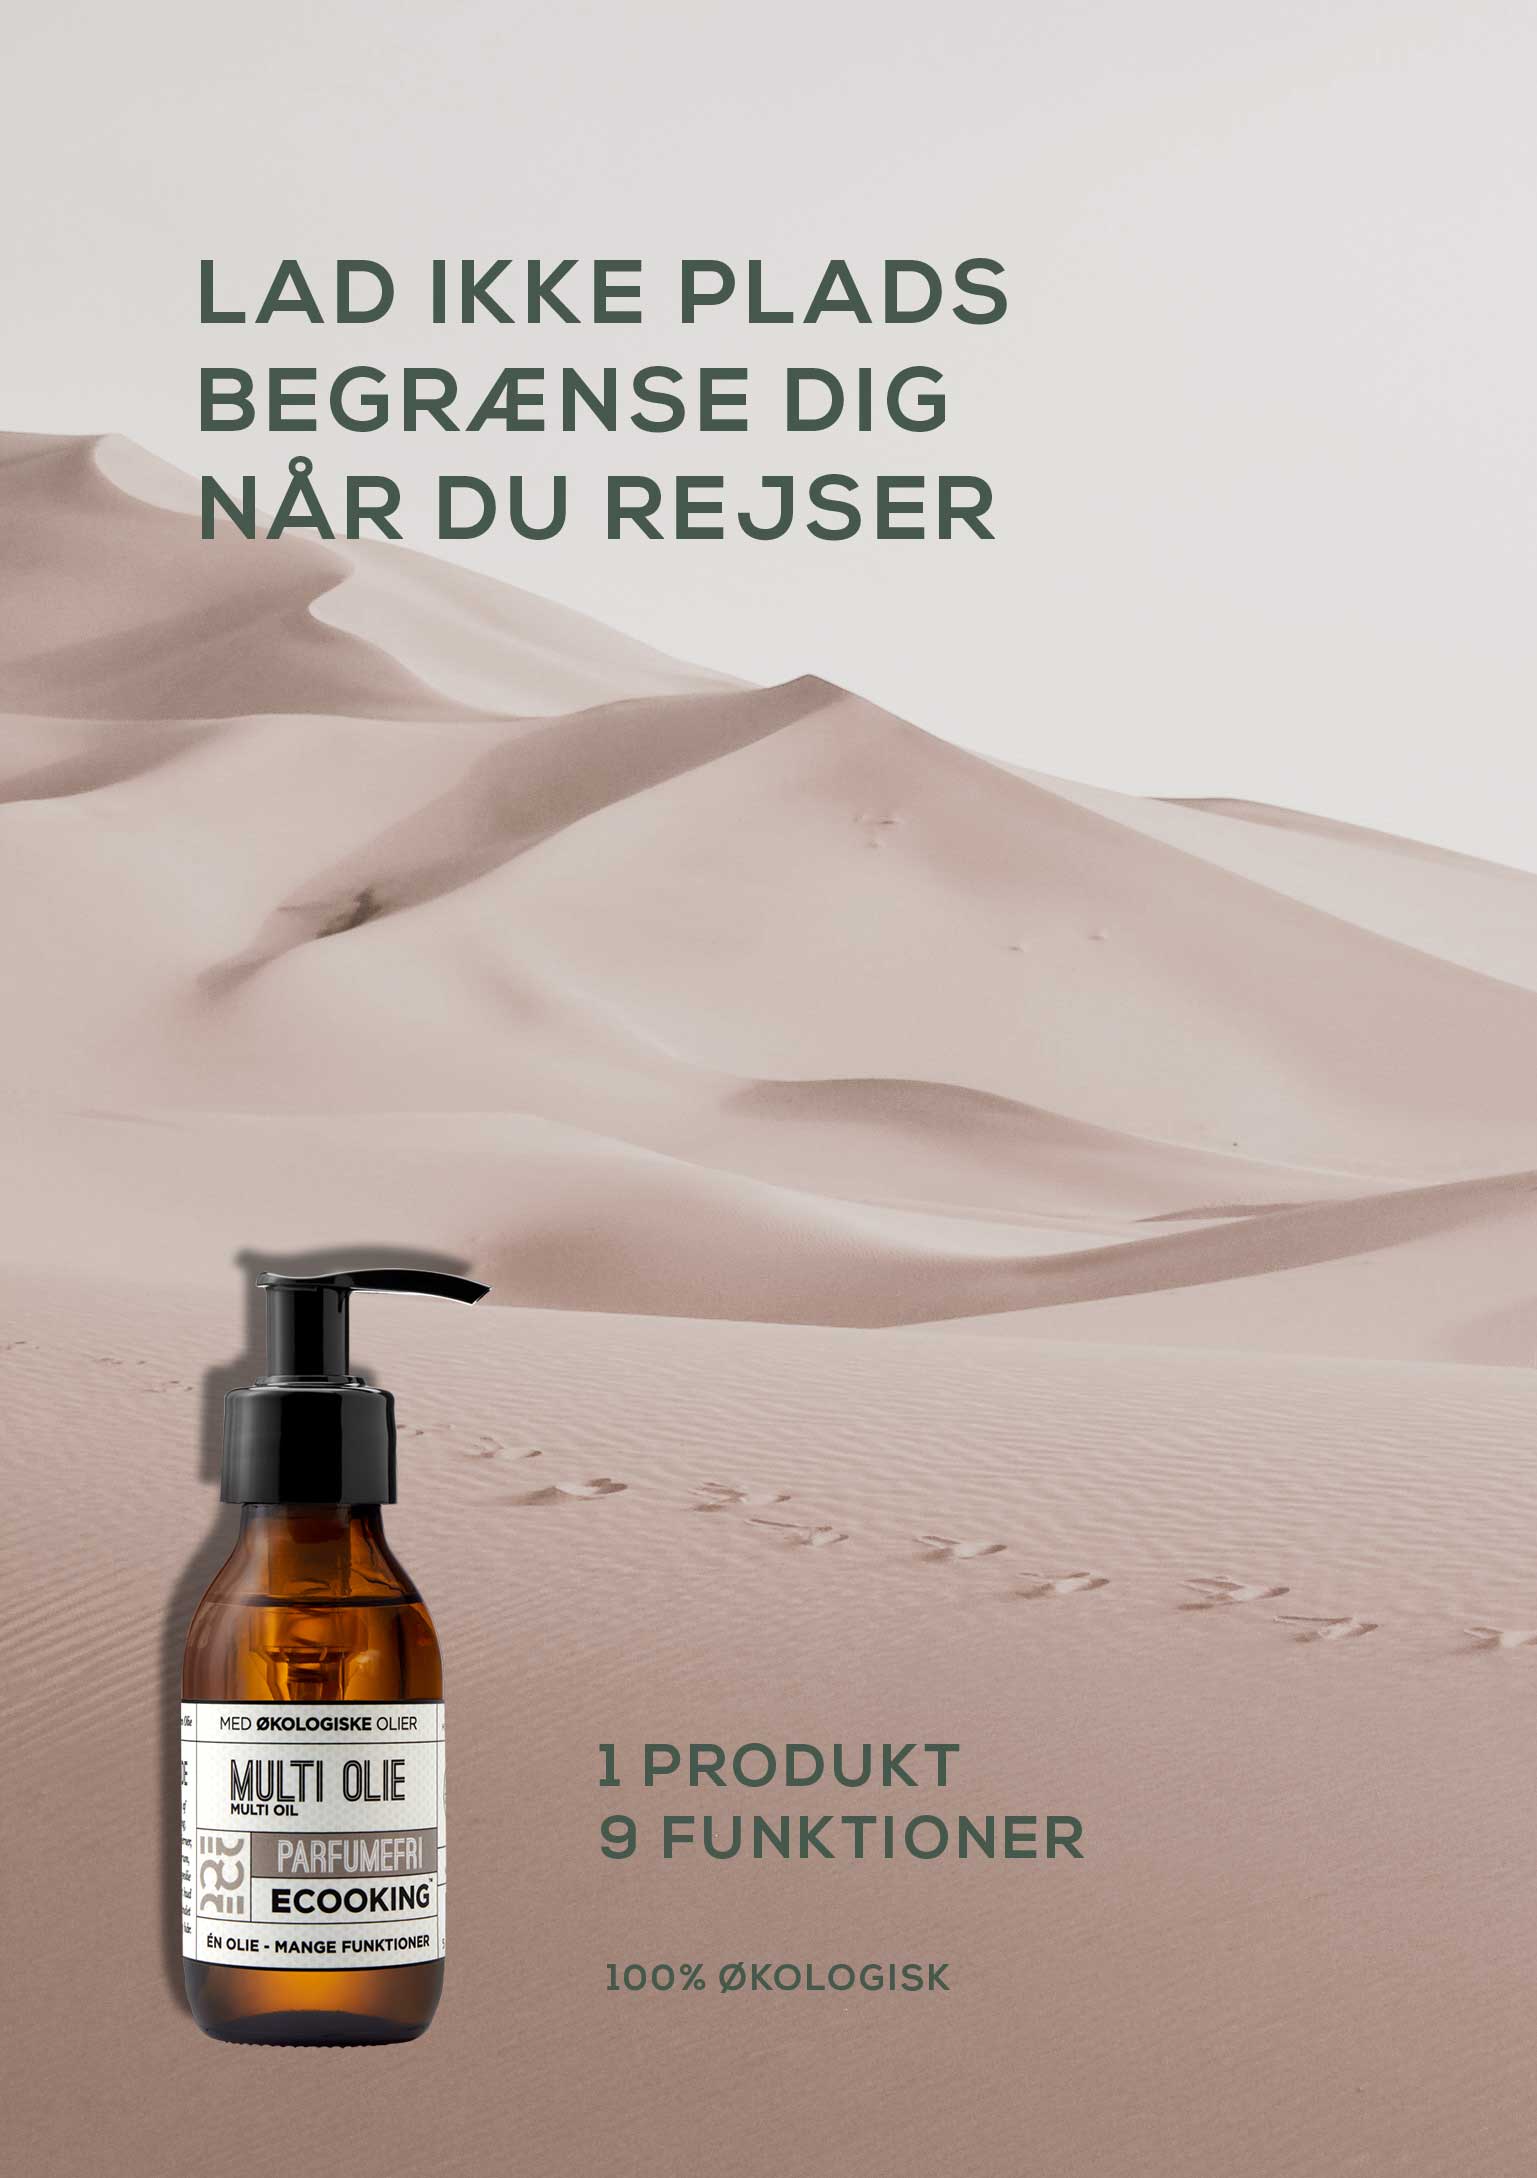 LAD IKKE PLADS
BEGRÆNSE DIG
NÅR DU REJSER
MED ØKOLOGISKE OLIER
MULTI OLIE
MULTI OIL
PARFUMEFRI
ECOOKING™
ÉN OLIE - MANGE FUNKTIONER
1 PRODUKT
9 FUNKTIONER
100% ØKOLOGISK